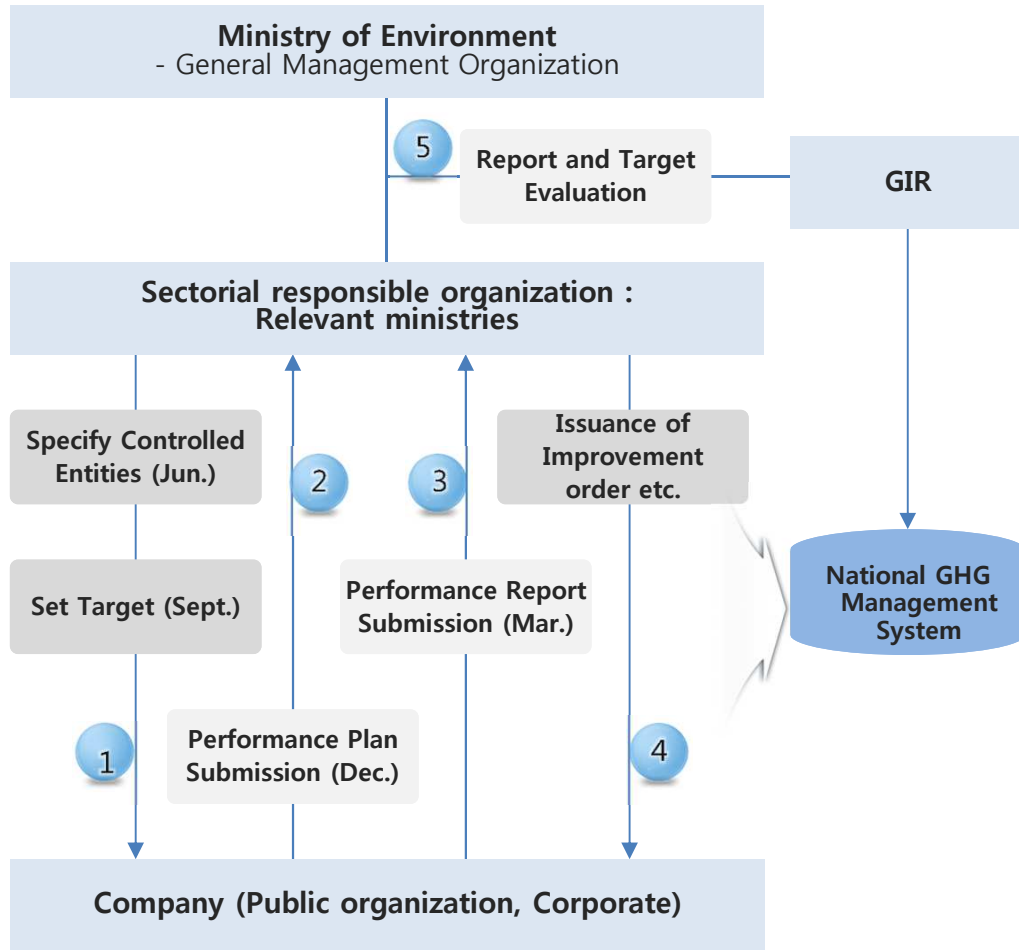 Ministry of Environment
- General Management Organization
5
Report and Target
Evaluation
GIR
Sectorial responsible organization :
Relevant ministries
Specify Controlled
Entities (Jun.)
2
3
Issuance of
Improvement
order etc.
Set Target (Sept.)
Performance Report
Submission (Mar.)
National GHG
Management
System
1
Performance Plan
Submission (Dec.)
4
Company (Public organization, Corporate)